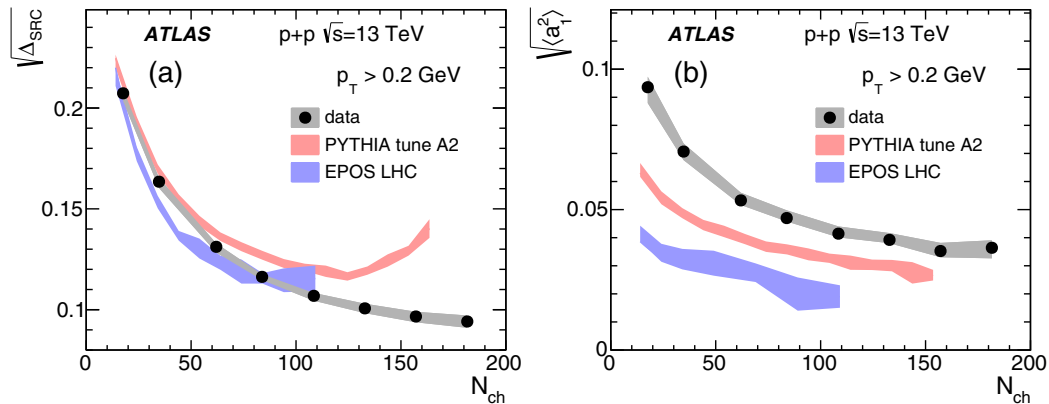 √Δ_SRC
ATLAS p+p √s=13 TeV
(a) p_T > 0.2 GeV
data
PYTHIA tune A2
EPOS LHC
0.2
0.15
0.1
0 50 100 150 200
N_ch
√⟨a₁²⟩
ATLAS p+p √s=13 TeV
(b) p_T > 0.2 GeV
data
PYTHIA tune A2
EPOS LHC
0.1
0.05
0
0 50 100 150 200
N_ch